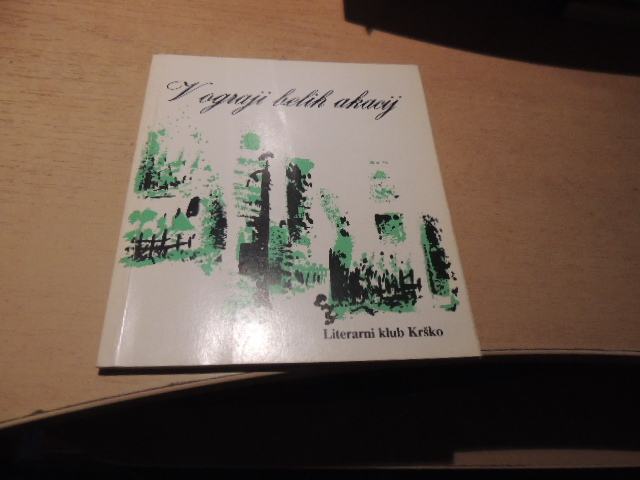 V ograji belih akacij
Literarni klub Krško